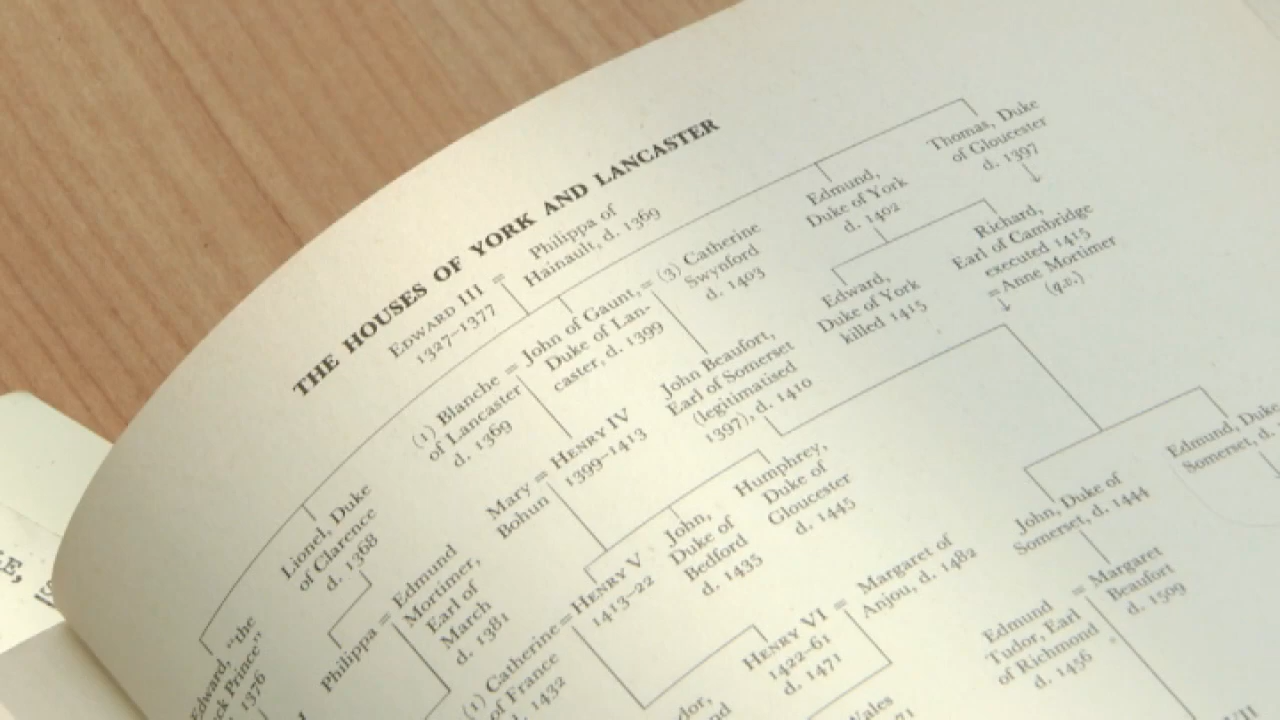 THE HOUSES OF YORK AND LANCASTER
EDWARD III =
1327–1377
Philippa of
Hainault, d. 1369
Thomas, Duke
of Gloucester
d. 1397
Edmund,
Duke of York
d. 1402
(1) Blanche =
of Lancaster
d. 1369
John of Gaunt, =
Duke of Lan-
caster, d. 1399
(3) Catherine
Swynford
d. 1403
Edward,
Duke of York
killed 1415
Richard,
Earl of Cambridge
executed 1415
=Anne Mortimer
(q.v.)
Lionel, Duke
of Clarence
d. 1368
Mary =
Bohun
HENRY IV
1399–1413
John Beaufort,
Earl of Somerset
(legitimatised
1397), d. 1410
Edward, "the
ck Prince"
1376
Philippa =
Edmund
Mortimer,
Earl of
March
d. 1381
(1) Catherine =
of France
d. 1432
HENRY V
1413–22
John,
Duke of
Bedford
d. 1435
Humphrey,
Duke of
Gloucester
d. 1445
HENRY VI =
1422–61
d. 1471
Margaret of
Anjou, d. 1482
John, Duke of
Somerset, d. 1444
Edmund, Duke
Somerset, d.
Edmund =
Tudor, Earl
of Richmond
d. 1456
Margaret
Beaufort
d. 1509